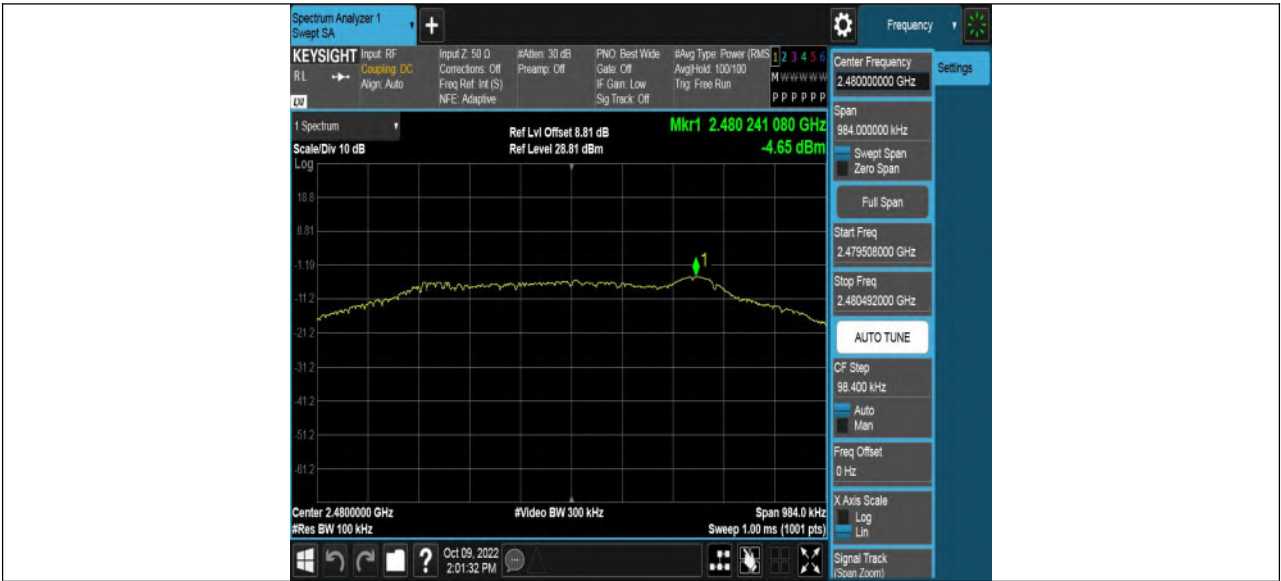 Spectrum Analyzer 1
Swept SA
+
Frequency
KEYSIGHT
RL
LXI
Input: RF
Coupling: DC
Align: Auto
Input Z: 50 Ω
Corrections: Off
Freq Ref: Int (S)
NFE: Adaptive
#Atten: 30 dB
Preamp: Off
PNO: Best Wide
Gate: Off
IF Gain: Low
Sig Track: Off
#Avg Type: Power (RMS
Avg|Hold: 100/100
Trig: Free Run
1 2 3 4 5 6
M W W W W W
P P P P P P
1 Spectrum
Scale/Div 10 dB
Log
Ref Lvl Offset 8.81 dB
Ref Level 28.81 dBm
Mkr1 2.480 241 080 GHz
-4.65 dBm
18.8
8.81
-1.19
-11.2
-21.2
-31.2
-41.2
-51.2
-61.2
1
Center 2.4800000 GHz
#Res BW 100 kHz
#Video BW 300 kHz
Span 984.0 kHz
Sweep 1.00 ms (1001 pts)
?
Oct 09, 2022
2:01:32 PM
Center Frequency
2.480000000 GHz
Settings
Span
984.000000 kHz
Swept Span
Zero Span
Full Span
Start Freq
2.479508000 GHz
Stop Freq
2.480492000 GHz
AUTO TUNE
CF Step
98.400 kHz
Auto
Man
Freq Offset
0 Hz
X Axis Scale
Log
Lin
Signal Track
(Span Zoom)